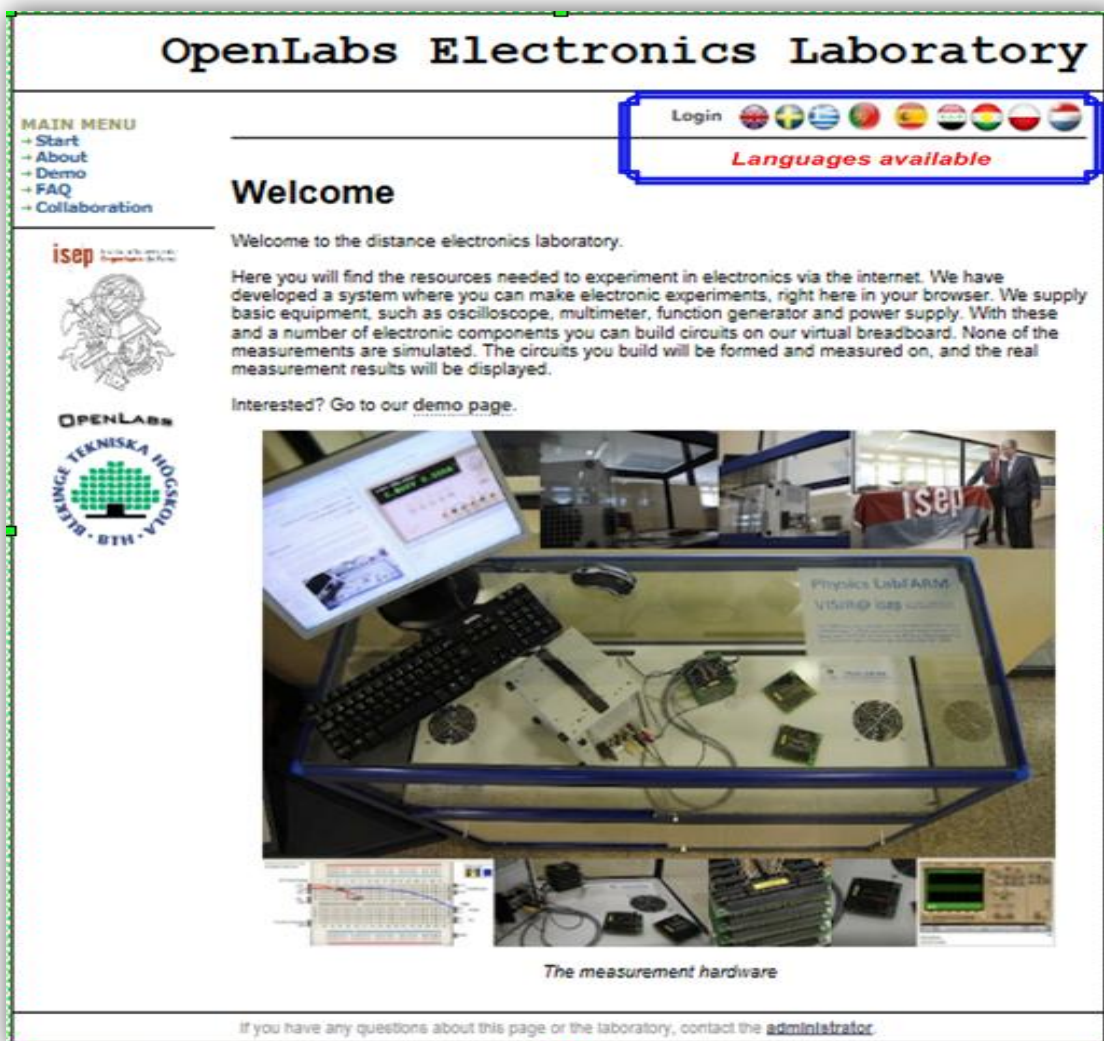 OpenLabs Electronics Laboratory
Login
Languages available
MAIN MENU
Start
About
Demo
FAQ
Collaboration
isep
OPENLABS
BLEKINGE TEKNISKA HÖGSKOLA
BTH
Welcome
Welcome to the distance electronics laboratory.
Here you will find the resources needed to experiment in electronics via the internet. We have
developed a system where you can make electronic experiments, right here in your browser. We supply
basic equipment, such as oscilloscope, multimeter, function generator and power supply. With these
and a number of electronic components you can build circuits on our virtual breadboard. None of the
measurements are simulated. The circuits you build will be formed and measured on, and the real
measurement results will be displayed.
Interested? Go to our demo page.
isep
Physics LabFARM
VISIR@ isep
The measurement hardware
If you have any questions about this page or the laboratory, contact the administrator.